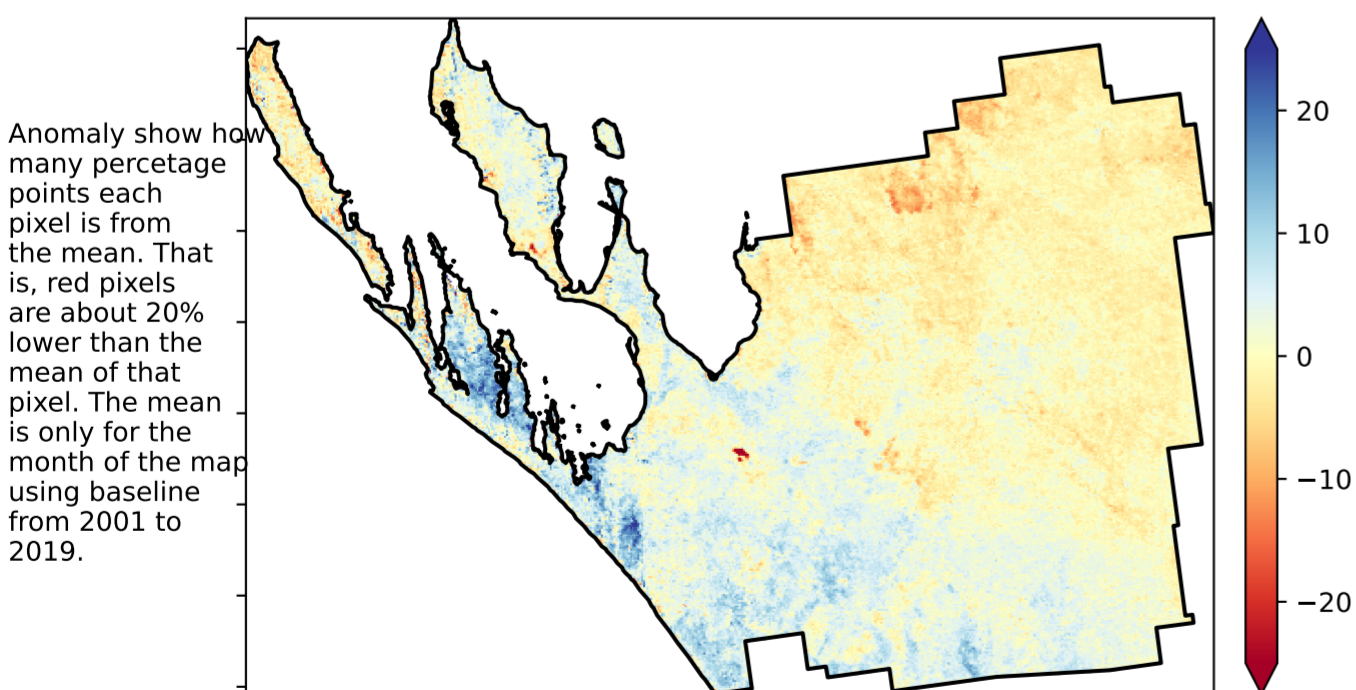 Anomaly show how
many percetage
points each
pixel is from
the mean. That
is, red pixels
are about 20%
lower than the
mean of that
pixel. The mean
is only for the
month of the map
using baseline
from 2001 to
2019.
20
10
0
−10
−20